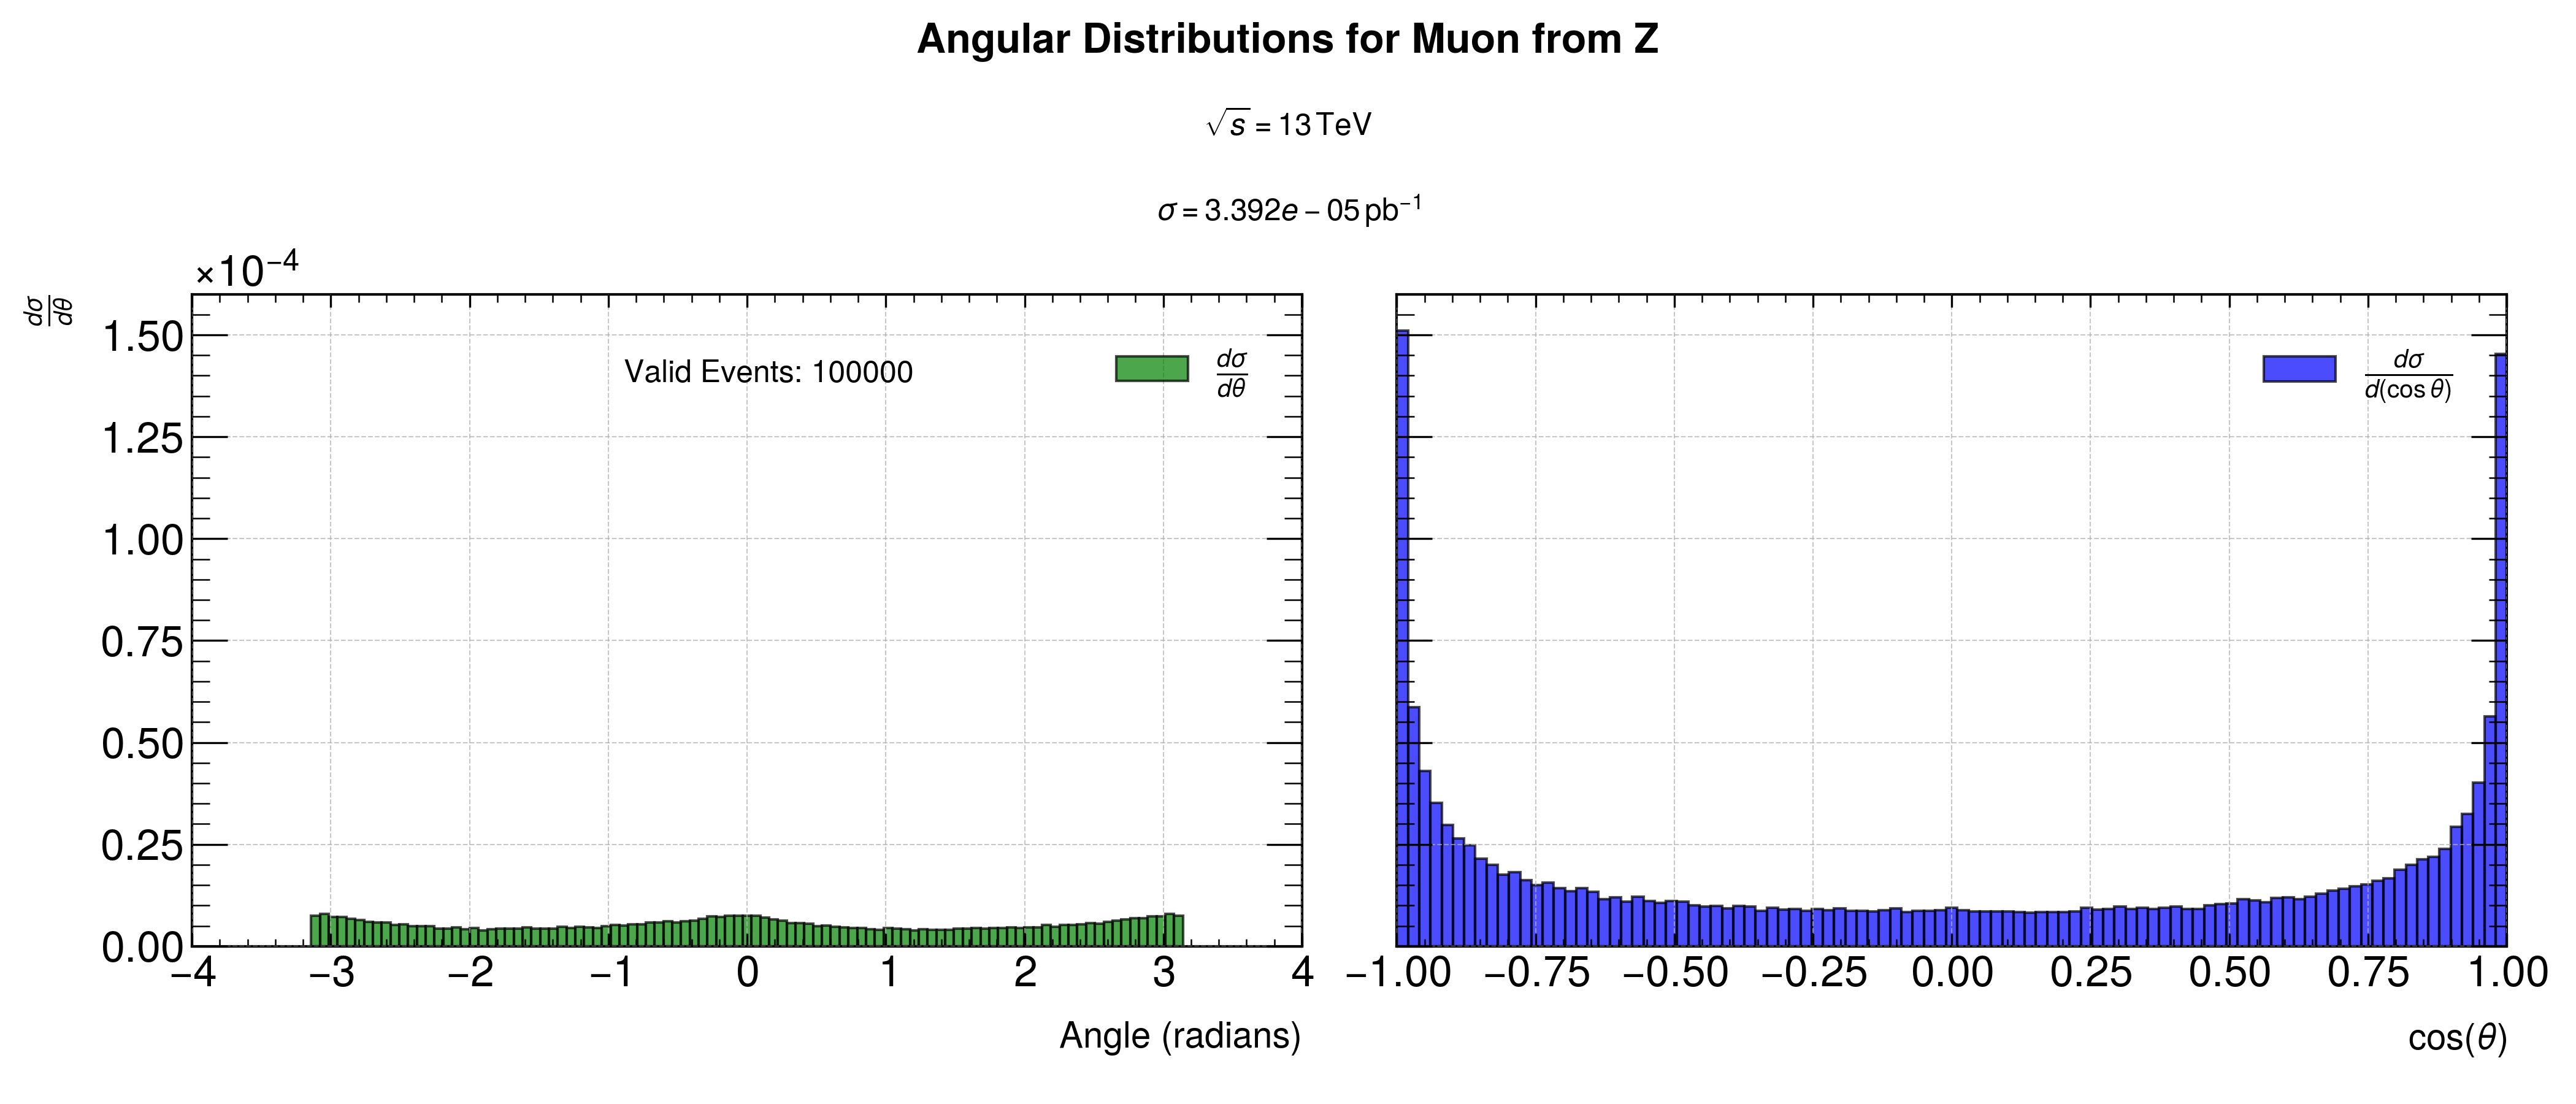 Angular Distributions for Muon from Z
√s = 13 TeV
σ = 3.392e − 05 pb⁻¹
×10⁻⁴
dσ/dθ
1.50
1.25
1.00
0.75
0.50
0.25
0.00
Valid Events: 100000
dσ/dθ
−4 −3 −2 −1 0 1 2 3 4
Angle (radians)
dσ/d(cos θ)
−1.00 −0.75 −0.50 −0.25 0.00 0.25 0.50 0.75 1.00
cos(θ)